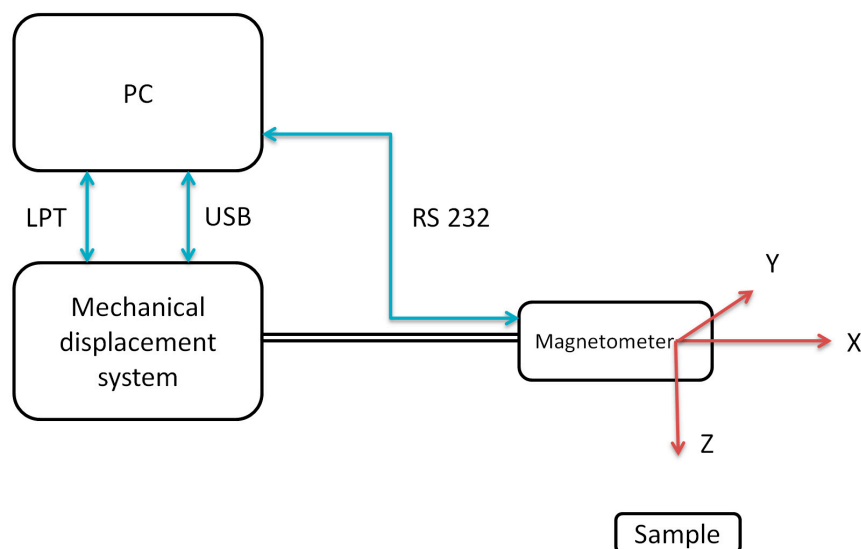 PC
LPT
USB
RS 232
Mechanical
displacement
system
Magnetometer
Y
X
Z
Sample